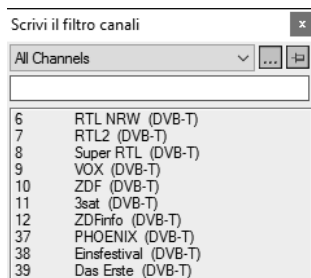 Scrivi il filtro canali x
All Channels ...
6 RTL NRW (DVB-T)
7 RTL2 (DVB-T)
8 Super RTL (DVB-T)
9 VOX (DVB-T)
10 ZDF (DVB-T)
11 3sat (DVB-T)
12 ZDFinfo (DVB-T)
37 PHOENIX (DVB-T)
38 Einsfestival (DVB-T)
39 Das Erste (DVB-T)